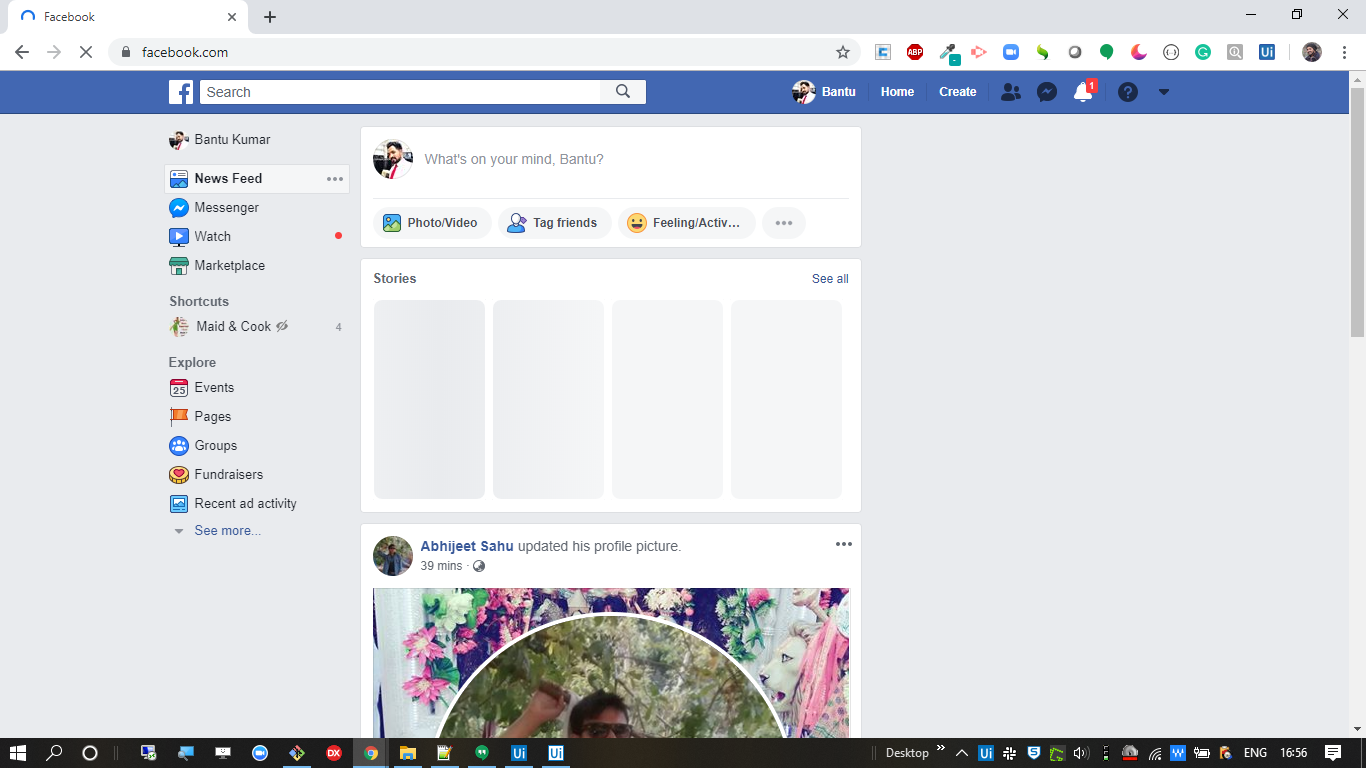 Facebook
facebook.com
ABP
Ui
Search
Bantu
Home
Create
1
Bantu Kumar
News Feed
Messenger
Watch
Marketplace
Shortcuts
Maid & Cook
4
Explore
25
Events
Pages
Groups
Fundraisers
Recent ad activity
See more...
What's on your mind, Bantu?
Photo/Video
Tag friends
Feeling/Activ...
Stories
See all
Abhijeet Sahu updated his profile picture.
39 mins ·
DX
Ui
Ui
Desktop
Ui
ENG
16:56